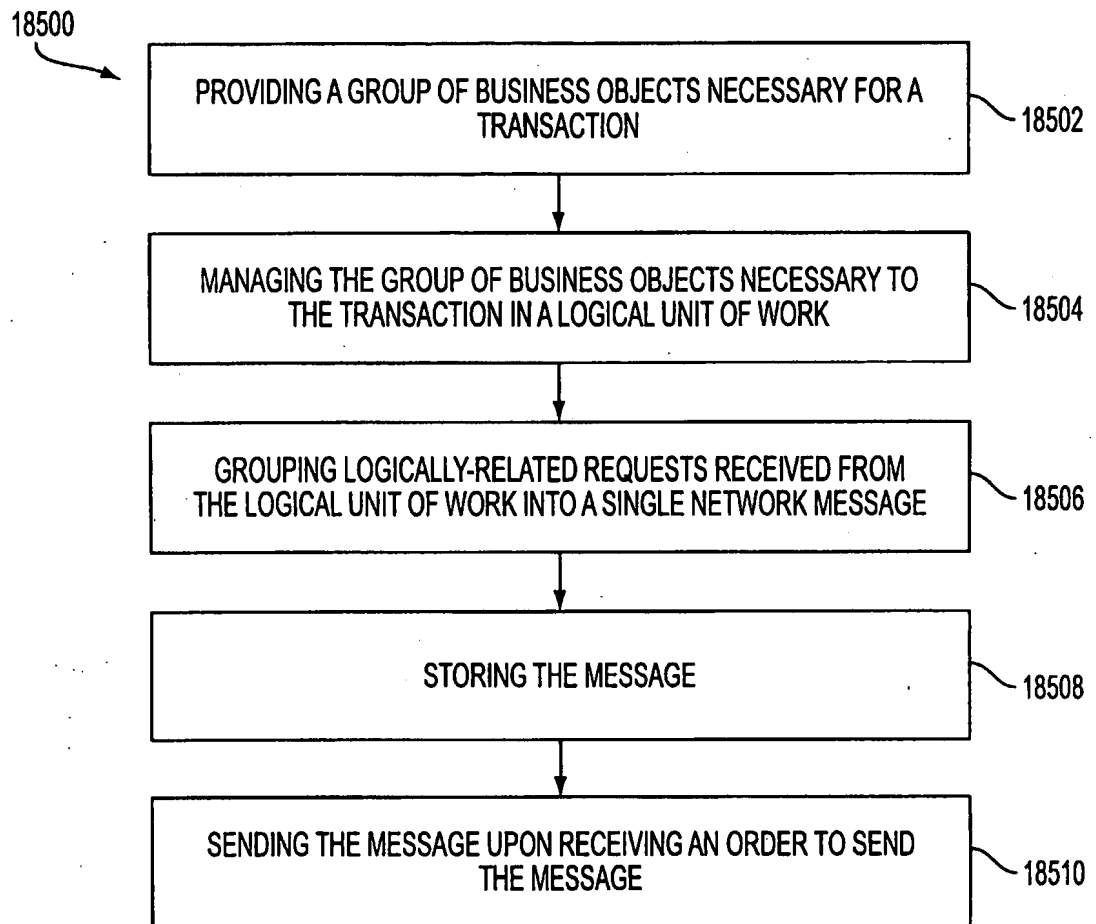 18500
PROVIDING A GROUP OF BUSINESS OBJECTS NECESSARY FOR A
TRANSACTION
18502
MANAGING THE GROUP OF BUSINESS OBJECTS NECESSARY TO
THE TRANSACTION IN A LOGICAL UNIT OF WORK
18504
GROUPING LOGICALLY-RELATED REQUESTS RECEIVED FROM
THE LOGICAL UNIT OF WORK INTO A SINGLE NETWORK MESSAGE
18506
STORING THE MESSAGE
18508
SENDING THE MESSAGE UPON RECEIVING AN ORDER TO SEND
THE MESSAGE
18510